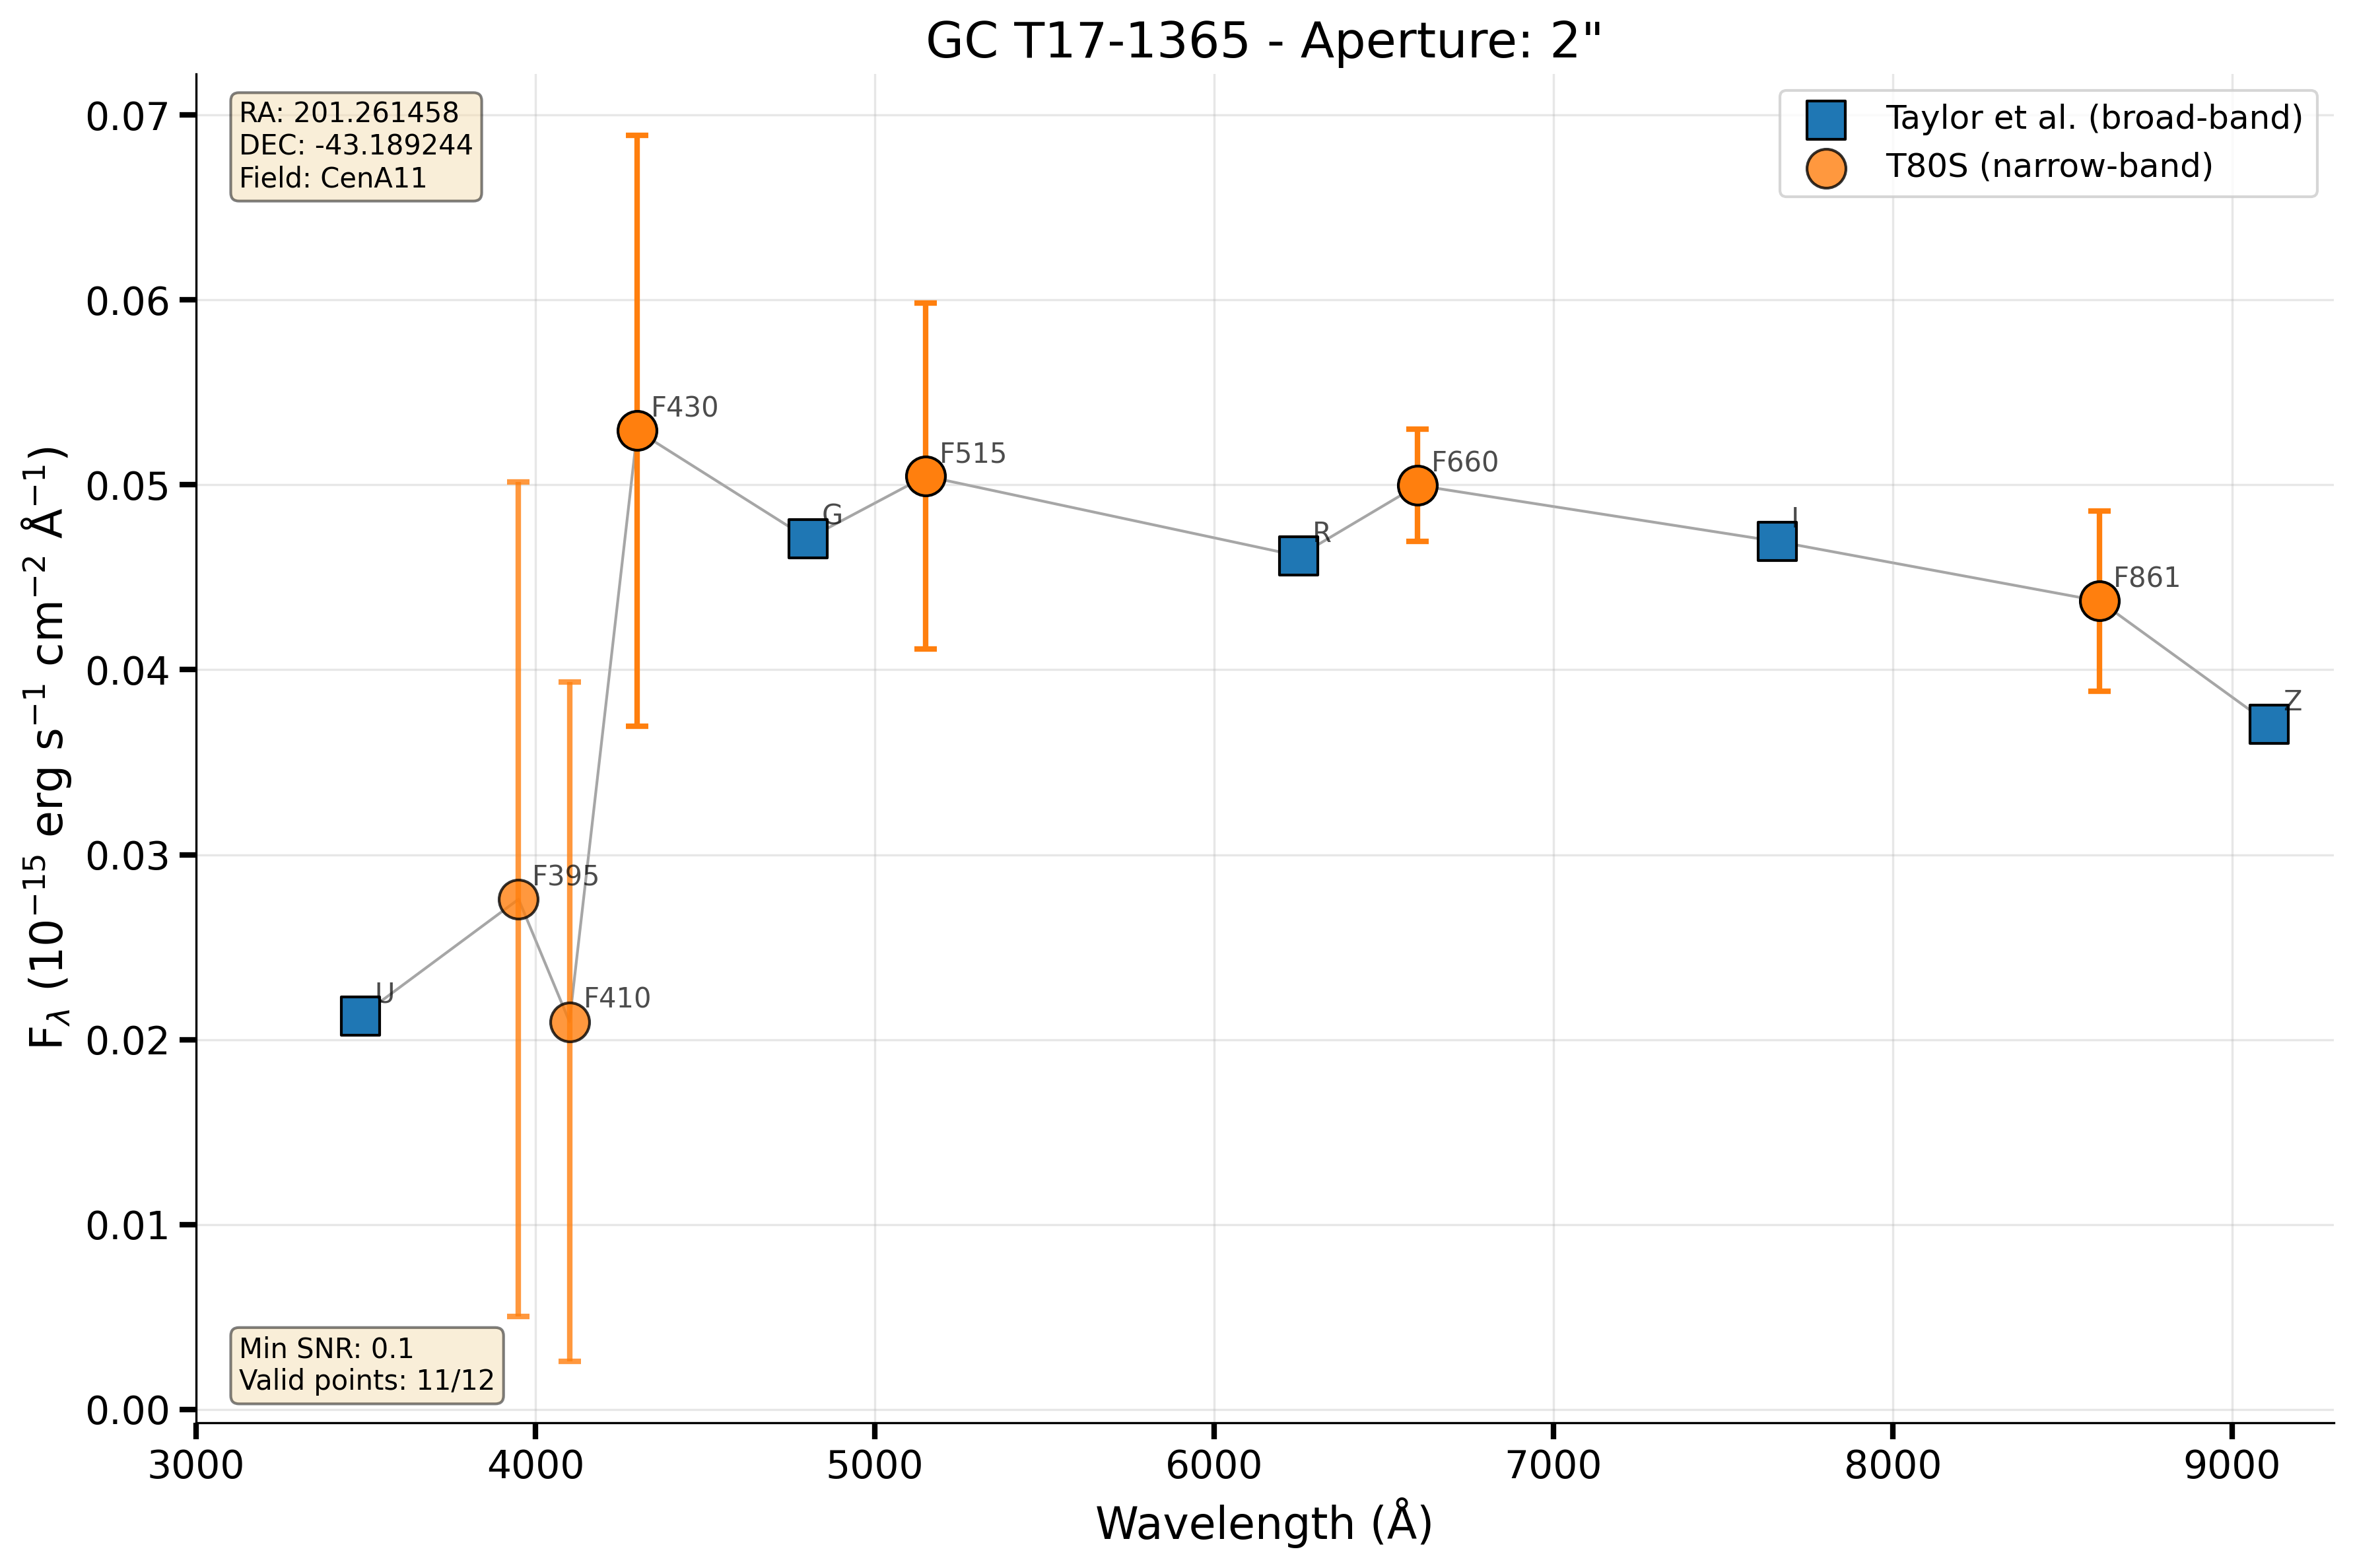 GC T17-1365 - Aperture: 2"
RA: 201.261458
DEC: -43.189244
Field: CenA11
Taylor et al. (broad-band)
T80S (narrow-band)
0.07
0.06
0.05
0.04
0.03
0.02
0.01
0.00
F430
F515
F660
G
R
I
F861
Z
F395
F410
U
Min SNR: 0.1
Valid points: 11/12
3000 4000 5000 6000 7000 8000 9000
Wavelength (Å)
Fλ (10⁻¹⁵ erg s⁻¹ cm⁻² Å⁻¹)